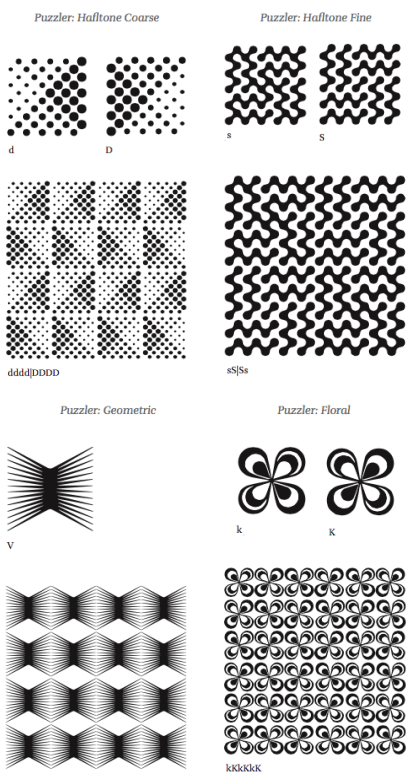 Puzzler: Hafltone Coarse
Puzzler: Hafltone Fine
d
D
s
S
dddd|DDDD
sS|Ss
Puzzler: Geometric
Puzzler: Floral
V
k
K
kKkKkK